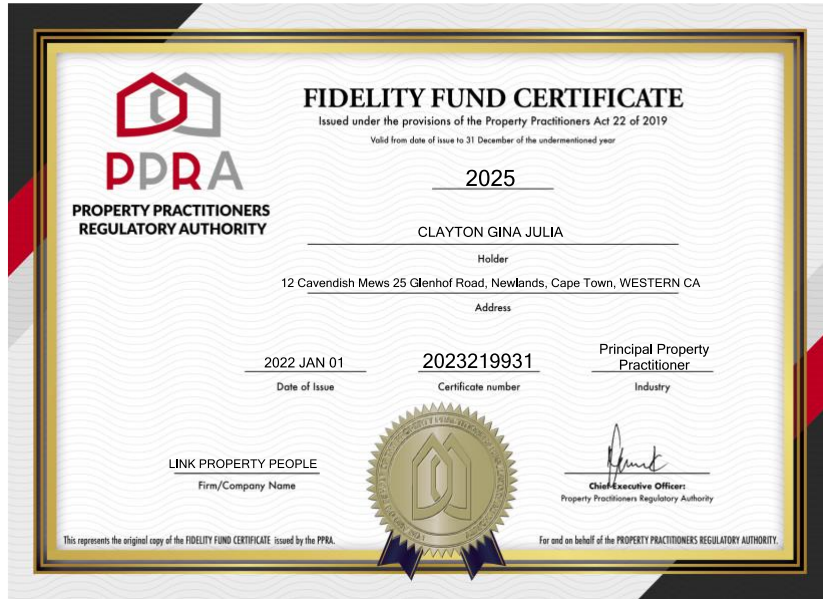 PPRA
PROPERTY PRACTITIONERS
REGULATORY AUTHORITY
FIDELITY FUND CERTIFICATE
Issued under the provisions of the Property Practitioners Act 22 of 2019
Valid from date of issue to 31 December of the undermentioned year
2025
CLAYTON GINA JULIA
Holder
12 Cavendish Mews 25 Glenhof Road, Newlands, Cape Town, WESTERN CA
Address
2022 JAN 01
Date of Issue
2023219931
Certificate number
Principal Property
Practitioner
Industry
LINK PROPERTY PEOPLE
Firm/Company Name
Chief Executive Officer:
Property Practitioners Regulatory Authority
This represents the original copy of the FIDELITY FUND CERTIFICATE issued by the PPRA.
For and on behalf of the PROPERTY PRACTITIONERS REGULATORY AUTHORITY.